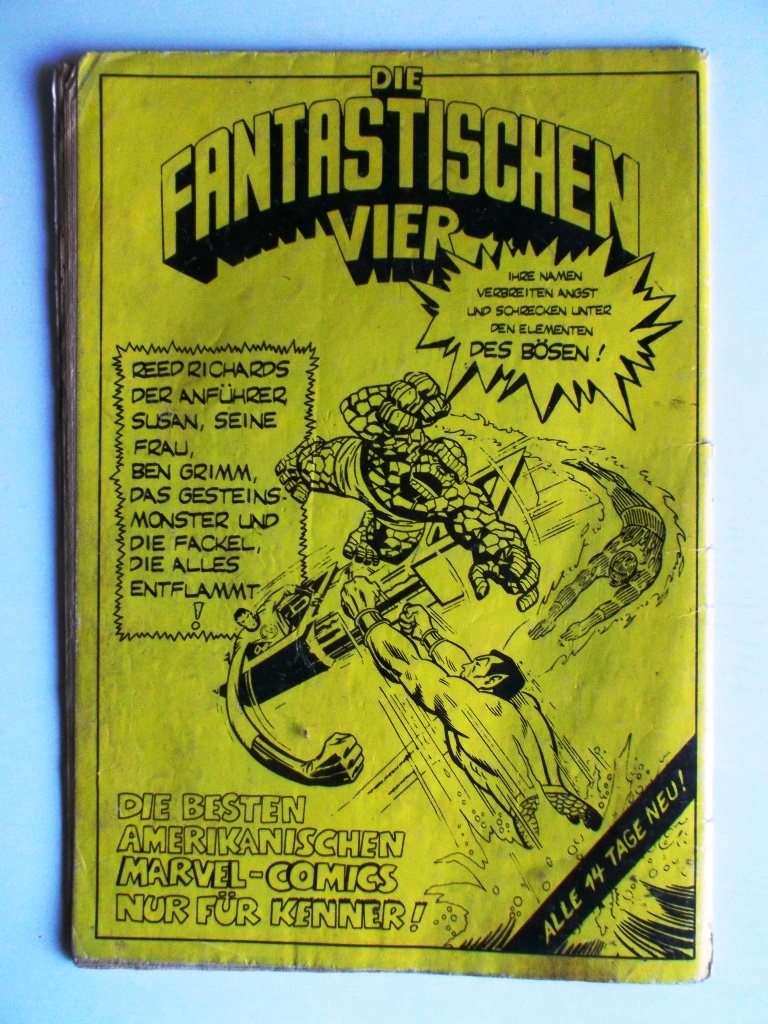 DIE
FANTASTISCHEN
VIER
IHRE NAMEN
VERBREITEN ANGST
UND SCHRECKEN UNTER
DEN ELEMENTEN
DES BÖSEN!
REED RICHARDS
DER ANFÜHRER
SUSAN, SEINE
FRAU,
BEN GRIMM,
DAS GESTEINS-
MONSTER UND
DIE FACKEL,
DIE ALLES
ENTFLAMMT
!
DIE BESTEN
AMERIKANISCHEN
MARVEL-COMICS
NUR FÜR KENNER!
ALLE 14 TAGE NEU!